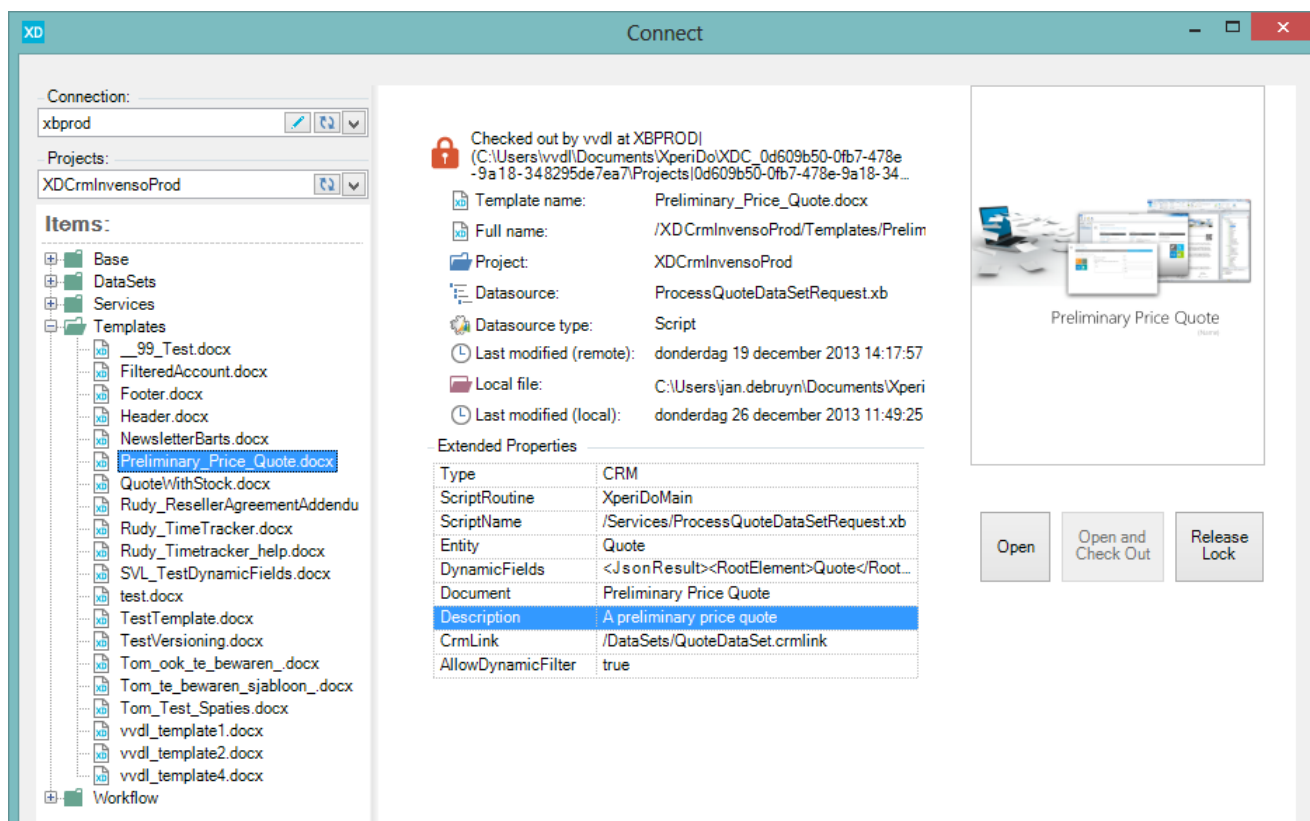 XD
Connect
Connection:
xbprod
Projects:
XDCrmInvensoProd
Items:
Base
DataSets
Services
Templates
__99_Test.docx
FilteredAccount.docx
Footer.docx
Header.docx
NewsletterBarts.docx
Preliminary_Price_Quote.docx
QuoteWithStock.docx
Rudy_ResellerAgreementAddendu
Rudy_TimeTracker.docx
Rudy_Timetracker_help.docx
SVL_TestDynamicFields.docx
test.docx
TestTemplate.docx
TestVersioning.docx
Tom_ook_te_bewaren_.docx
Tom_te_bewaren_sjabloon_.docx
Tom_Test_Spaties.docx
vvdl_template1.docx
vvdl_template2.docx
vvdl_template4.docx
Workflow
Checked out by vvdl at XBPROD|
(C:\Users\vvdl\Documents\XperiDo\XDC_0d609b50-0fb7-478e
-9a18-348295de7ea7\Projects|0d609b50-0fb7-478e-9a18-34...
Template name: Preliminary_Price_Quote.docx
Full name: /XDCrmInvensoProd/Templates/Prelim
Project: XDCrmInvensoProd
Datasource: ProcessQuoteDataSetRequest.xb
Datasource type: Script
Last modified (remote): donderdag 19 december 2013 14:17:57
Local file: C:\Users\jan.debruyn\Documents\Xperi
Last modified (local): donderdag 26 december 2013 11:49:25
Extended Properties
Type CRM
ScriptRoutine XperiDoMain
ScriptName /Services/ProcessQuoteDataSetRequest.xb
Entity Quote
DynamicFields <JsonResult><RootElement>Quote</Root...
Document Preliminary Price Quote
Description A preliminary price quote
CrmLink /DataSets/QuoteDataSet.crmlink
AllowDynamicFilter true
Preliminary Price Quote
Open
Open and
Check Out
Release
Lock